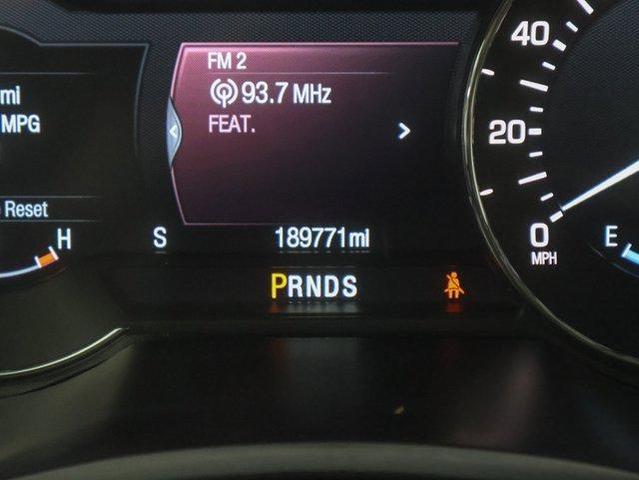 FM 2
93.7 MHz
FEAT.
mi
MPG
Reset
H
S
189771mi
PRNDS
40
20
0
MPH
E